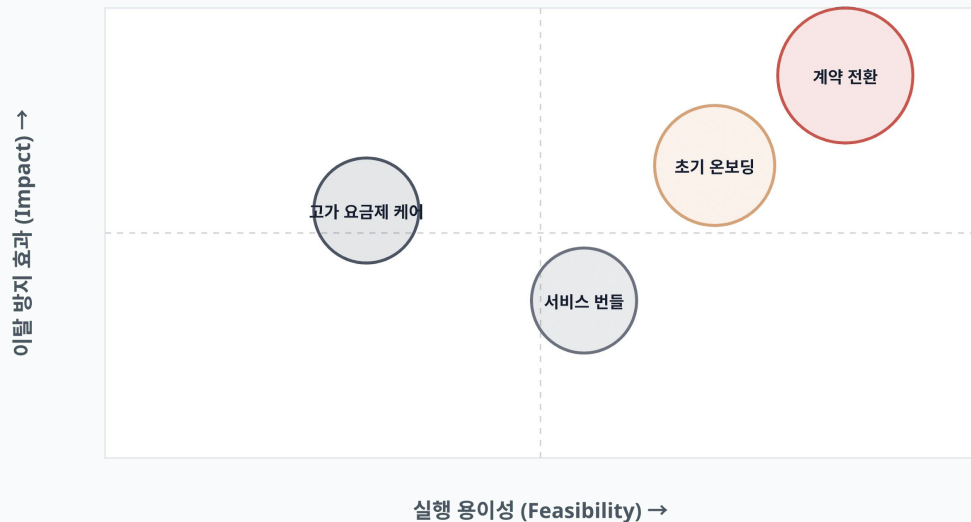 계약 전환
초기 온보딩
고가 요금제 케어
서비스 번들
이탈 방지 효과 (Impact) →
실행 용이성 (Feasibility) →